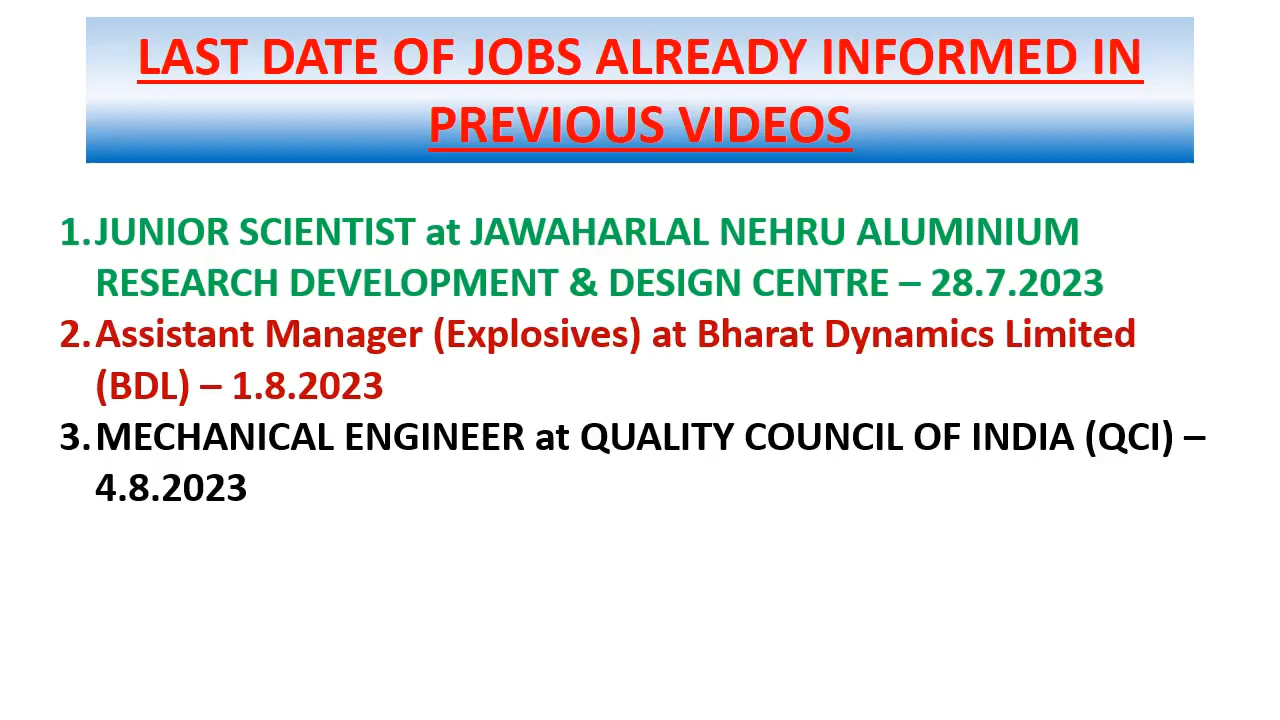 LAST DATE OF JOBS ALREADY INFORMED IN
PREVIOUS VIDEOS
1. JUNIOR SCIENTIST at JAWAHARLAL NEHRU ALUMINIUM
RESEARCH DEVELOPMENT & DESIGN CENTRE – 28.7.2023
2. Assistant Manager (Explosives) at Bharat Dynamics Limited
(BDL) – 1.8.2023
3. MECHANICAL ENGINEER at QUALITY COUNCIL OF INDIA (QCI) –
4.8.2023